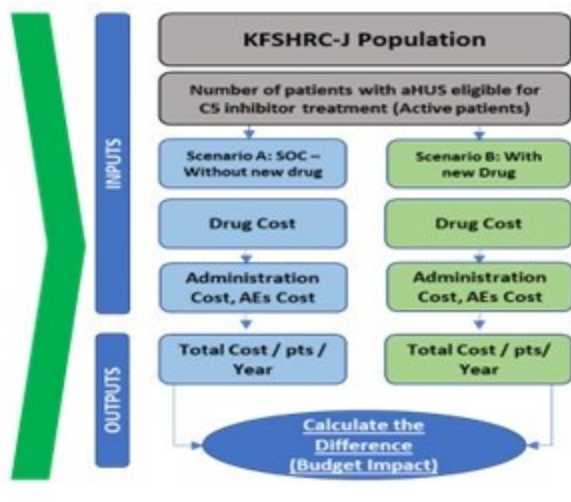 KFSHRC-J Population
Number of patients with aHUS eligible for
C5 inhibitor treatment (Active patients)
INPUTS
Scenario A: SOC –
Without new drug
Scenario B: With
new Drug
Drug Cost
Drug Cost
Administration
Cost, AEs Cost
Administration
Cost, AEs Cost
OUTPUTS
Total Cost / pts /
Year
Total Cost / pts/
Year
Calculate the
Difference
(Budget Impact)